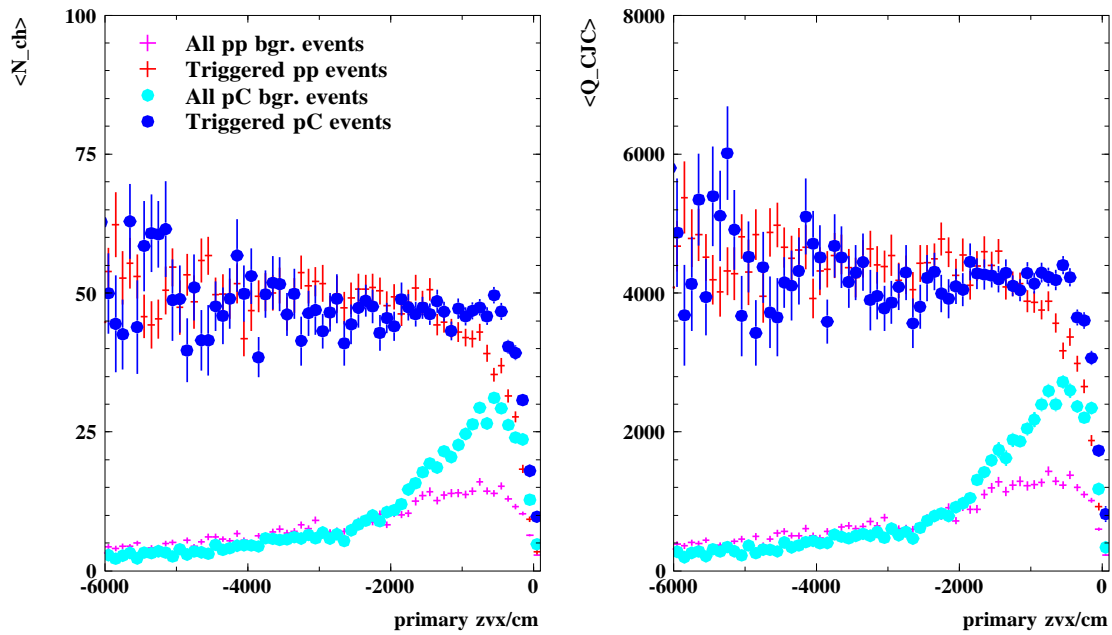 <N_ch>
100
75
50
25
0
All pp bgr. events
Triggered pp events
All pC bgr. events
Triggered pC events
-6000
-4000
-2000
0
primary zvx/cm
<Q_CJC>
8000
6000
4000
2000
0
-6000
-4000
-2000
0
primary zvx/cm